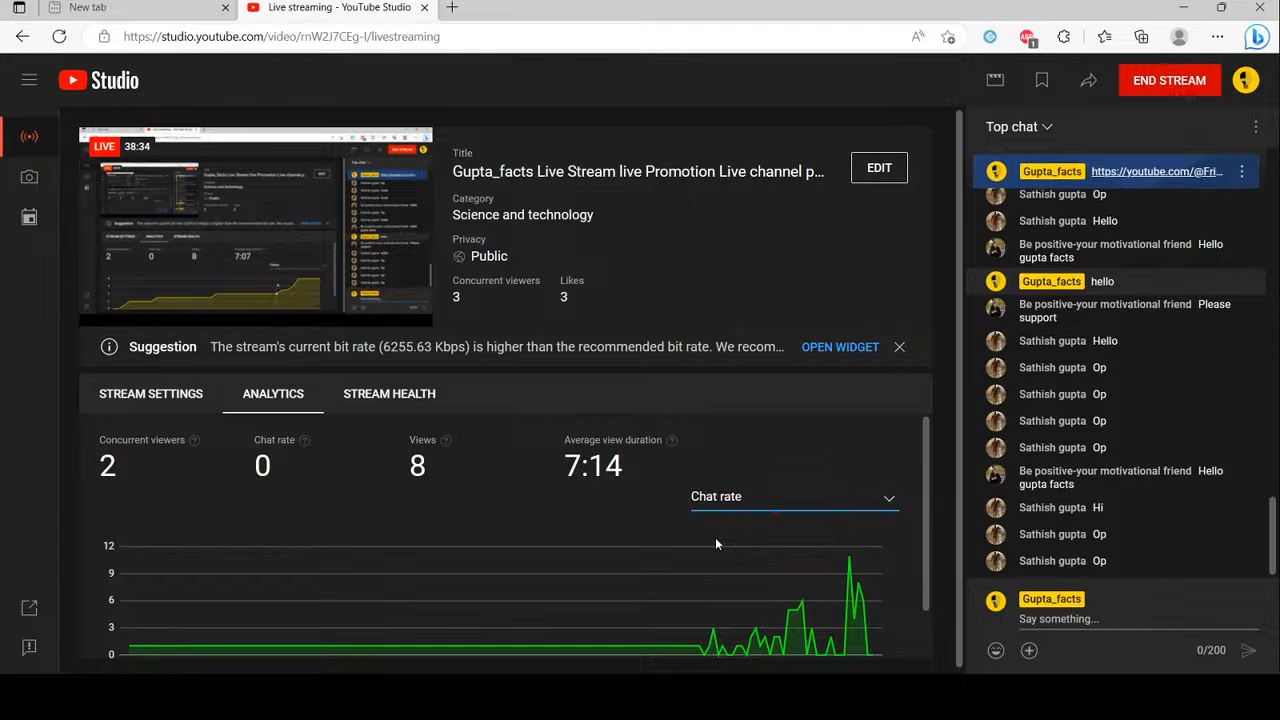 New tab
Live streaming - YouTube Studio
https://studio.youtube.com/video/rnW2J7CEg-I/livestreaming
Studio
END STREAM
LIVE 38:34
Title
Gupta_facts Live Stream live Promotion Live channel p...
EDIT
Category
Science and technology
Privacy
Public
Concurrent viewers Likes
3 3
Suggestion The stream's current bit rate (6255.63 Kbps) is higher than the recommended bit rate. We recom... OPEN WIDGET
STREAM SETTINGS ANALYTICS STREAM HEALTH
Concurrent viewers Chat rate Views Average view duration
2 0 8 7:14
Chat rate
12
9
6
3
0
Top chat
Gupta_facts https://youtube.com/@Fri...
Sathish gupta Op
Sathish gupta Hello
Be positive-your motivational friend Hello
gupta facts
Gupta_facts hello
Be positive-your motivational friend Please
support
Sathish gupta Hello
Sathish gupta Op
Sathish gupta Op
Sathish gupta Op
Sathish gupta Op
Be positive-your motivational friend Hello
gupta facts
Sathish gupta Hi
Sathish gupta Op
Sathish gupta Op
Gupta_facts
Say something...
0/200